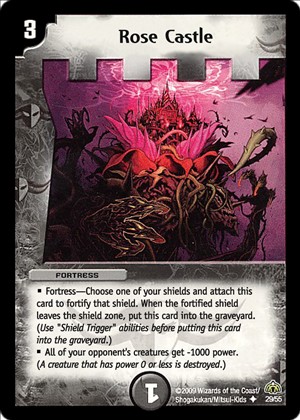 3
Rose Castle
FORTRESS
▪ Fortress—Choose one of your shields and attach this
card to fortify that shield. When the fortified shield
leaves the shield zone, put this card into the graveyard.
(Use "Shield Trigger" abilities before putting this card
into the graveyard.)
▪ All of your opponent's creatures get -1000 power.
(A creature that has power 0 or less is destroyed.)
1
©2009 Wizards of the Coast/
Shogakukan/Mitsui-Kids
29/55